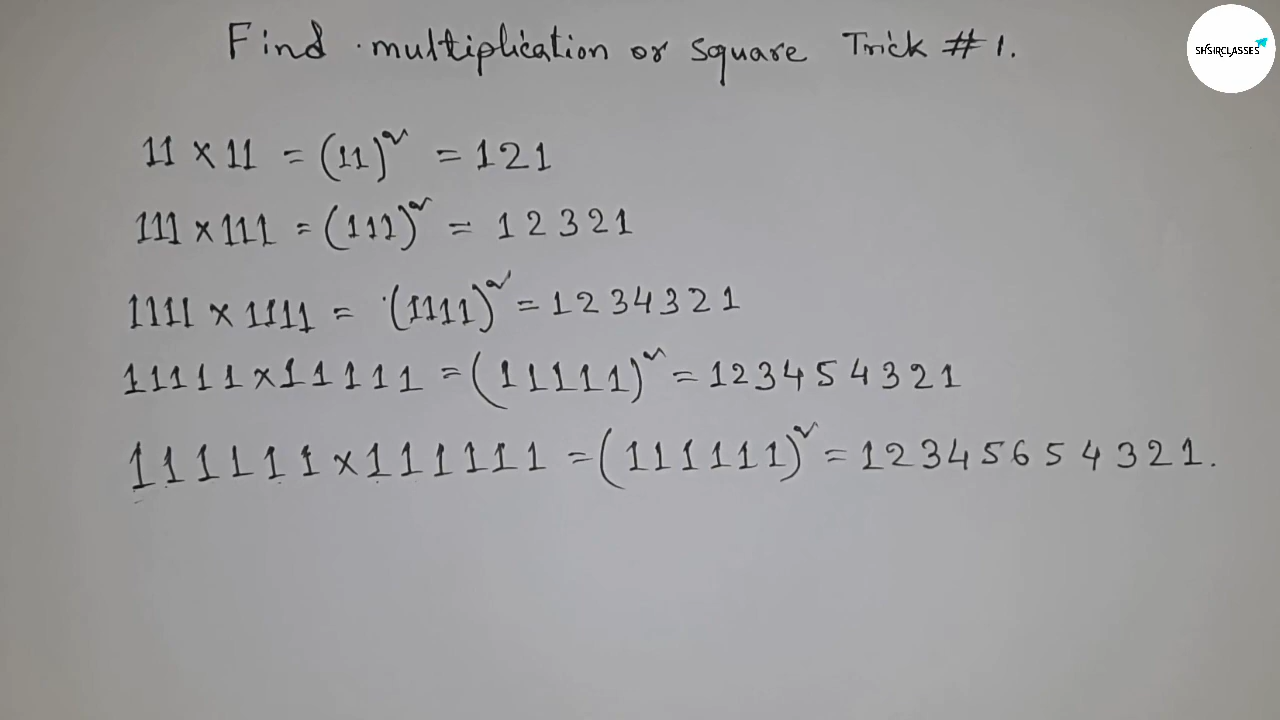 Find multiplication or square Trick # 1.
SHSIRCLASSES
11 × 11 = (11)² = 121
111 × 111 = (111)² = 12321
1111 × 1111 = (1111)² = 1234321
11111 × 11111 = (11111)² = 123454321
111111 × 111111 = (111111)² = 12345654321.